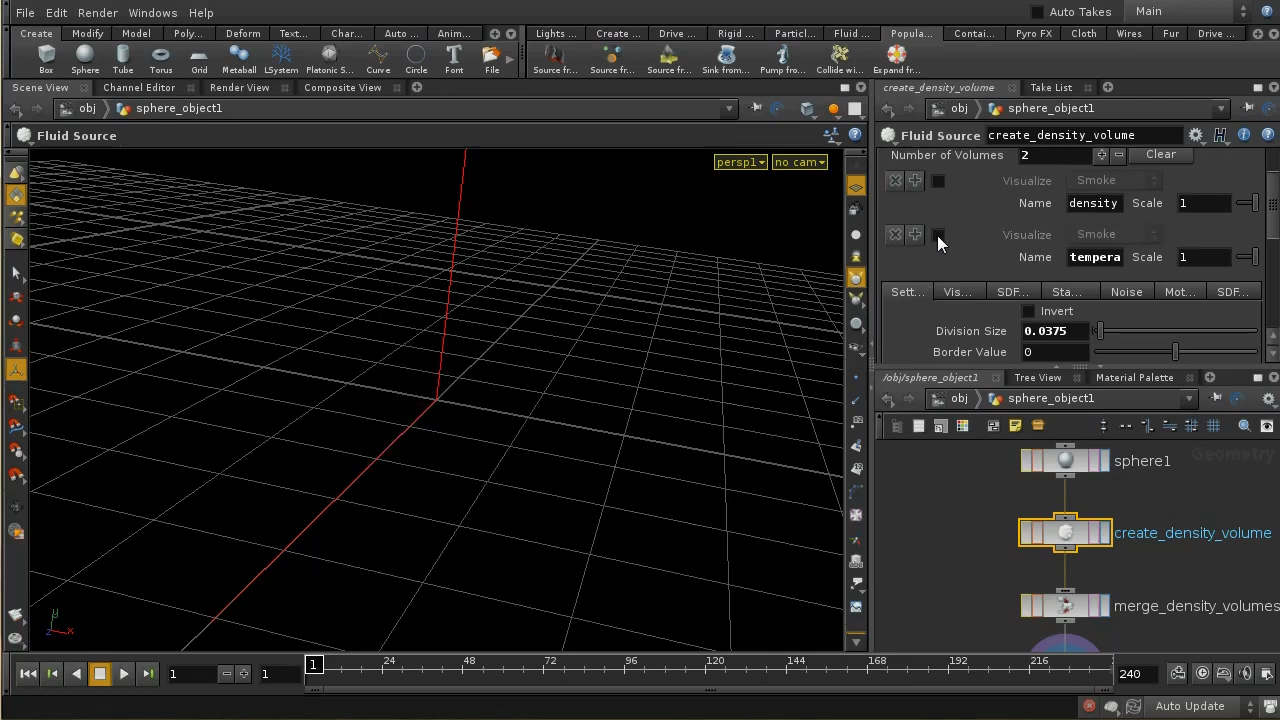 File Edit Render Windows Help Auto Takes Main
Create Modify Model Poly... Deform Text... Char... Auto ... Anim... Lights ... Create ... Drive ... Rigid ... Particl... Fluid ... Popula... Contai... Pyro FX Cloth Wires Fur Drive ...
Box Sphere Tube Torus Grid Metaball LSystem Platonic S... Curve Circle Font File Source fr... Source fr... Source fr... Sink from... Pump fro... Collide wi... Expand fr...
Scene View Channel Editor Render View Composite View create_density_volume Take List
obj sphere_object1 obj sphere_object1
Fluid Source Fluid Source create_density_volume
persp1 no cam
Number of Volumes 2 Clear
Visualize Smoke
Name density Scale 1
Visualize Smoke
Name tempera Scale 1
Sett... Vis... SDF... Sta... Noise Mot... SDF...
Invert
Division Size 0.0375
Border Value 0
/obj/sphere_object1 Tree View Material Palette
obj sphere_object1
Geometry
sphere1
create_density_volume
merge_density_volumes
y
z x
1 1 1 24 48 72 96 120 144 168 192 216 240
Auto Update